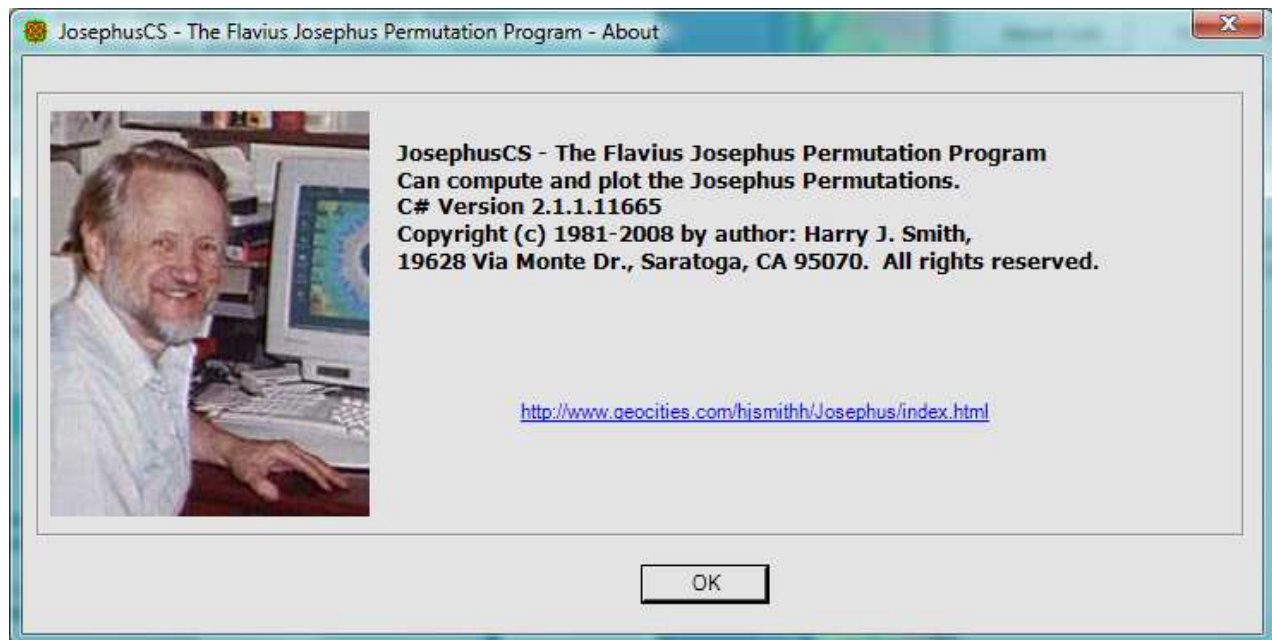 JosephusCS - The Flavius Josephus Permutation Program - About
JosephusCS - The Flavius Josephus Permutation Program
Can compute and plot the Josephus Permutations.
C# Version 2.1.1.11665
Copyright (c) 1981-2008 by author: Harry J. Smith,
19628 Via Monte Dr., Saratoga, CA 95070. All rights reserved.
http://www.geocities.com/hjsmithh/Josephus/index.html
OK